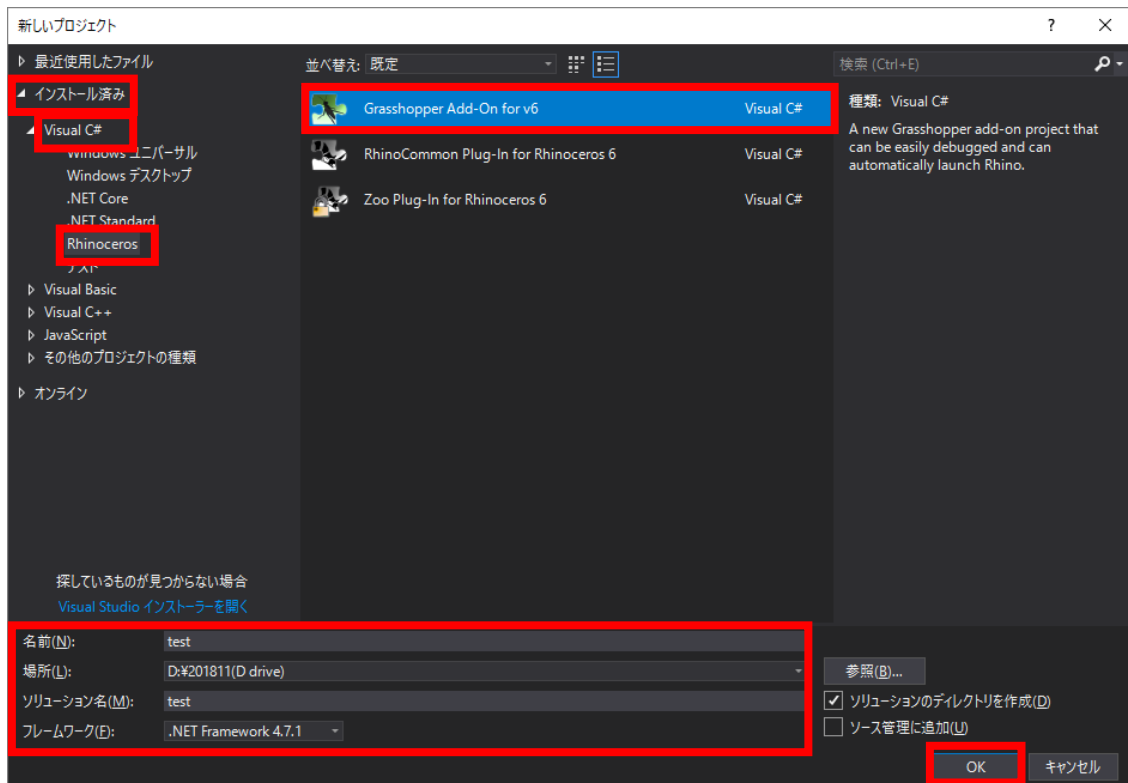 新しいプロジェクト
?
最近使用したファイル
インストール済み
Visual C#
Windows ユニバーサル
Windows デスクトップ
.NET Core
.NET Standard
Rhinoceros
テスト
Visual Basic
Visual C++
JavaScript
その他のプロジェクトの種類
オンライン
探しているものが見つからない場合
Visual Studio インストーラーを開く
並べ替え: 既定
Grasshopper Add-On for v6 Visual C#
RhinoCommon Plug-In for Rhinoceros 6 Visual C#
Zoo Plug-In for Rhinoceros 6 Visual C#
検索 (Ctrl+E)
種類: Visual C#
A new Grasshopper add-on project that
can be easily debugged and can
automatically launch Rhino.
名前(N): test
場所(L): D:¥201811(D drive)
ソリューション名(M): test
フレームワーク(F): .NET Framework 4.7.1
参照(B)...
ソリューションのディレクトリを作成(D)
ソース管理に追加(U)
OK
キャンセル